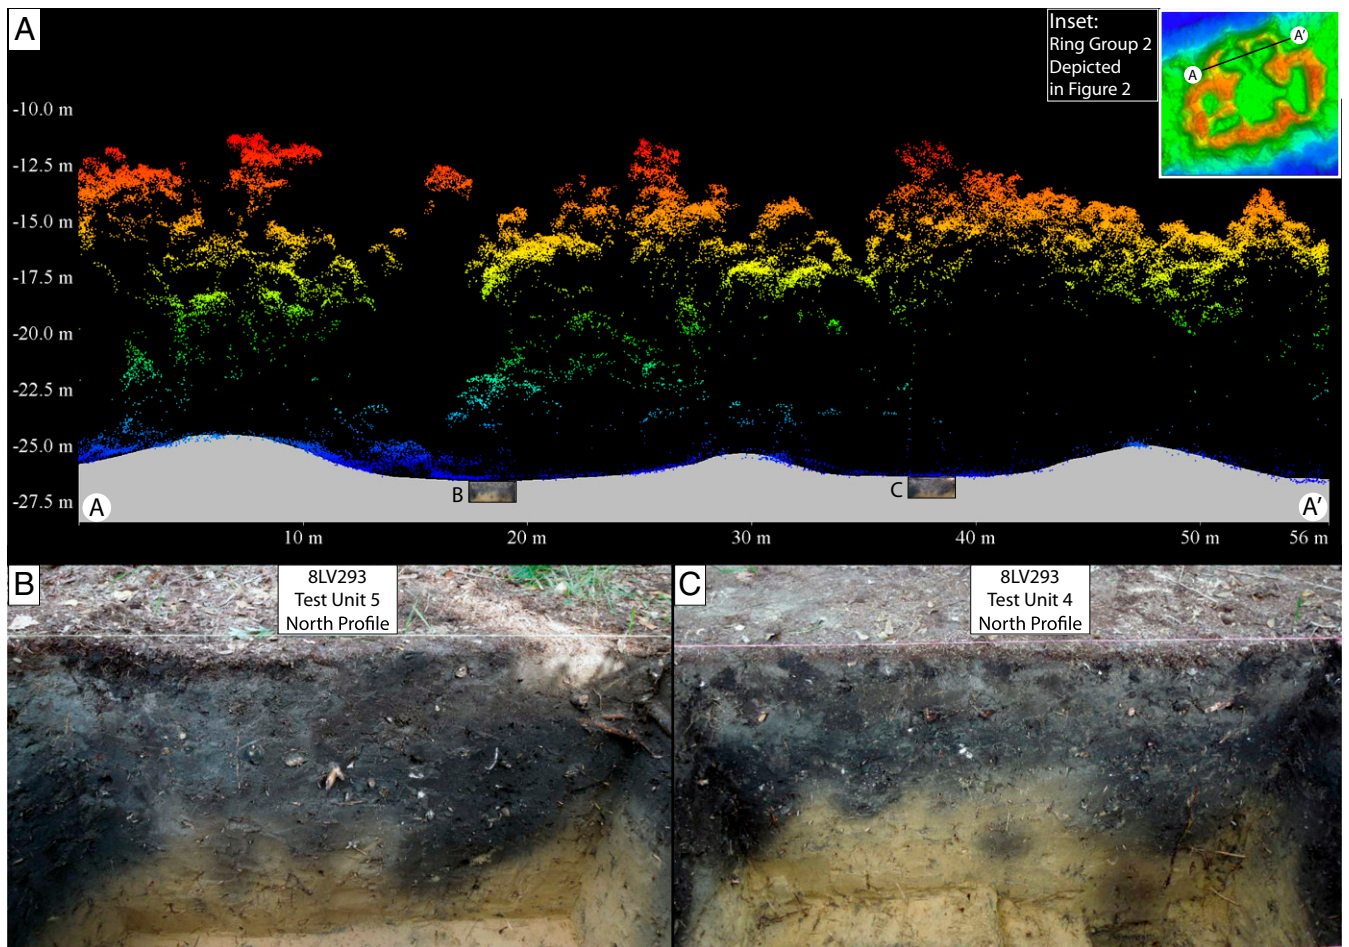 A
Inset:
Ring Group 2
Depicted
in Figure 2
A
A'
-10.0 m
-12.5 m
-15.0 m
-17.5 m
-20.0 m
-22.5 m
-25.0 m
-27.5 m
B
C
A
A'
10 m
20 m
30 m
40 m
50 m
56 m
B
8LV293
Test Unit 5
North Profile
C
8LV293
Test Unit 4
North Profile